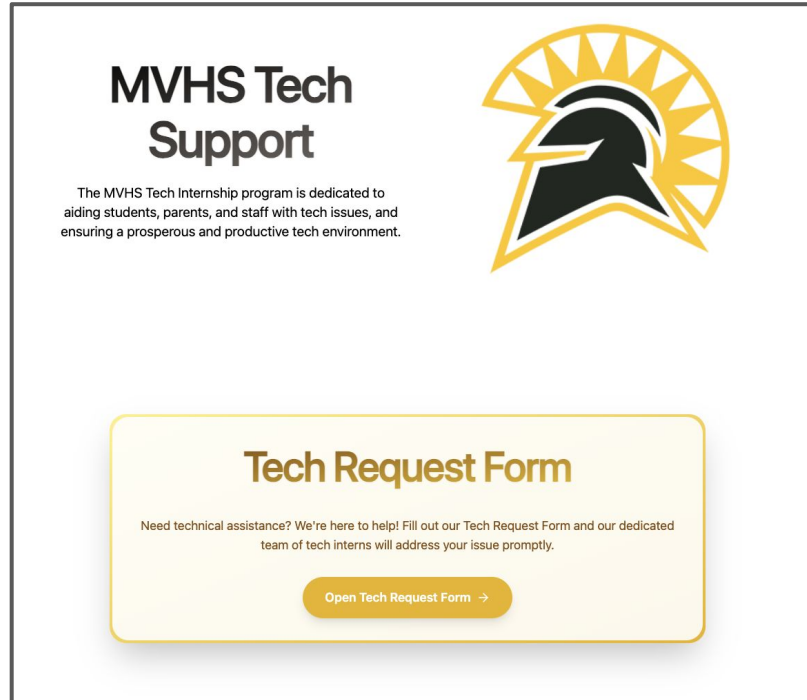 MVHS Tech
Support
The MVHS Tech Internship program is dedicated to
aiding students, parents, and staff with tech issues, and
ensuring a prosperous and productive tech environment.
Tech Request Form
Need technical assistance? We're here to help! Fill out our Tech Request Form and our dedicated
team of tech interns will address your issue promptly.
Open Tech Request Form →